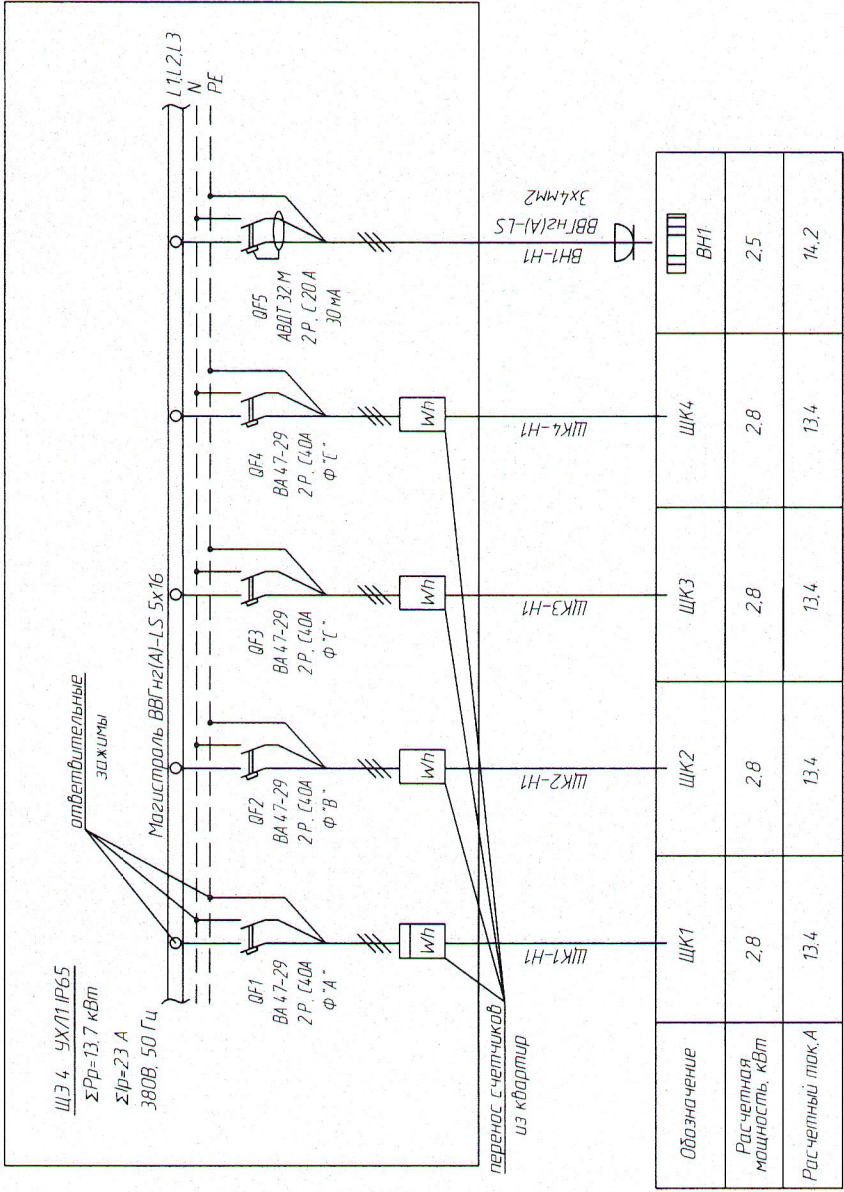 ЩЭ 4 УХЛ1 IP65
ΣPр=13,7 кВт
ΣIр=23 А
380В, 50 Гц
ответвительные
зажимы
Магистраль ВВГнг(А)-LS 5х16
L1,L2,L3
N
PE
QF1
ВА 47-29
2Р, С40А
Ф"А"
QF2
ВА 47-29
2Р, С40А
Ф"В"
QF3
ВА 47-29
2Р, С40А
Ф"С"
QF4
ВА 47-29
2Р, С40А
Ф"С"
QF5
АВДТ 32 М
2 Р, С 20 А
30 мА
Wh
Wh
Wh
Wh
перенос счетчиков
из квартир
ЩК1-Н1
ЩК2-Н1
ЩК3-Н1
ЩК4-Н1
ВН1-Н1
ВВГнг(А)-LS
3х4мм2
Обозначение ЩК1 ЩК2 ЩК3 ЩК4 ВН1
Расчетная
мощность, кВт 2,8 2,8 2,8 2,8 2,5
Расчетный ток,А 13,4 13,4 13,4 13,4 14,2